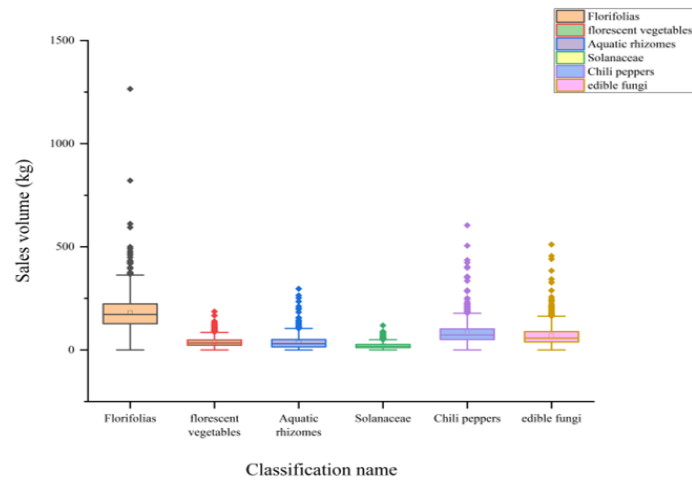 Florifolias
florescent vegetables
Aquatic rhizomes
Solanaceae
Chili peppers
edible fungi
1500
1000
500
0
Sales volume (kg)
Florifolias
florescent
vegetables
Aquatic
rhizomes
Solanaceae
Chili peppers
edible fungi
Classification name